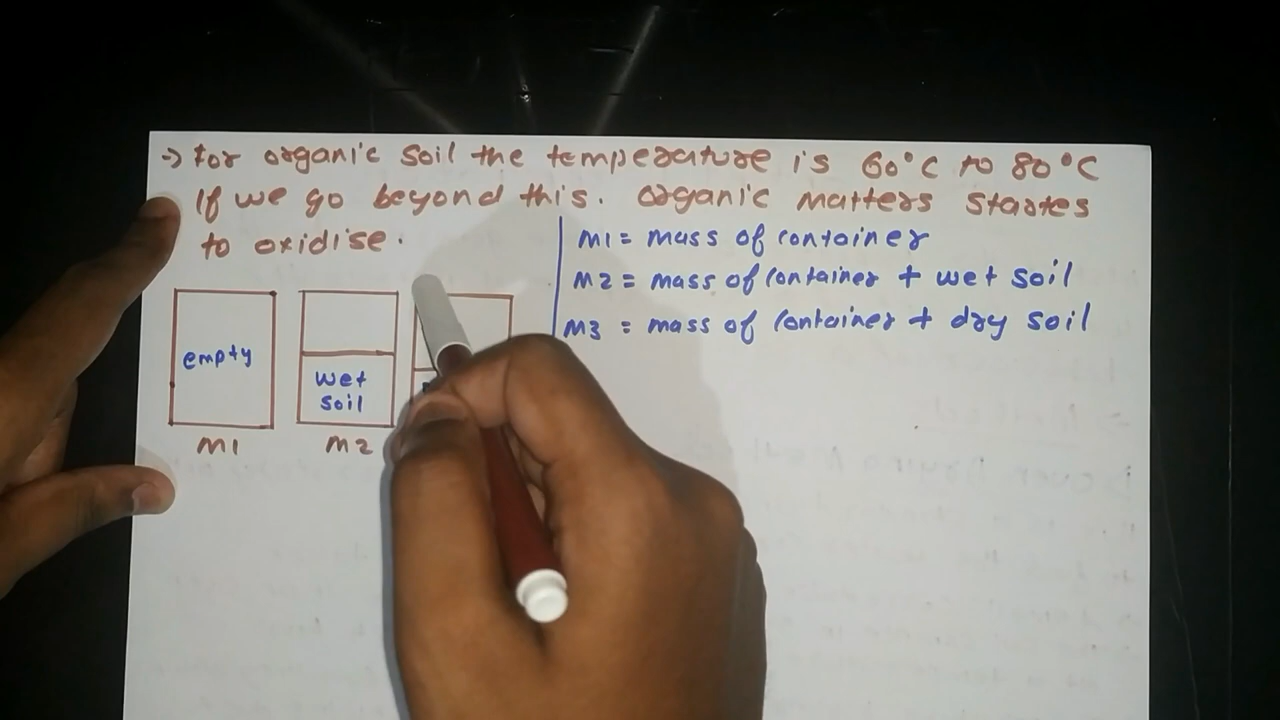 -> For organic soil the temperature is 60°C to 80°C
If we go beyond this. organic matters startes
to oxidise.
M1 = mass of container
M2 = mass of container + wet soil
M3 = mass of container + dry soil
empty
wet
soil
M1
M2